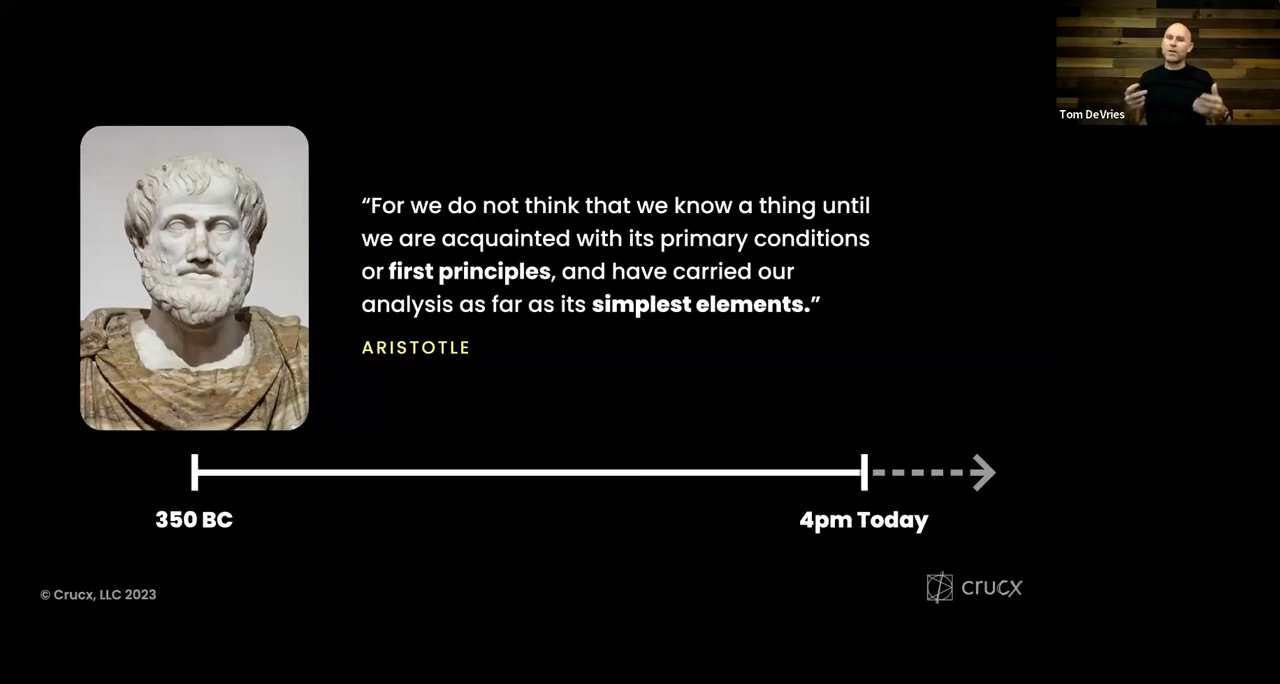 Tom DeVries
“For we do not think that we know a thing until
we are acquainted with its primary conditions
or first principles, and have carried our
analysis as far as its simplest elements.”
ARISTOTLE
350 BC
4pm Today
© Crucx, LLC 2023
crucx